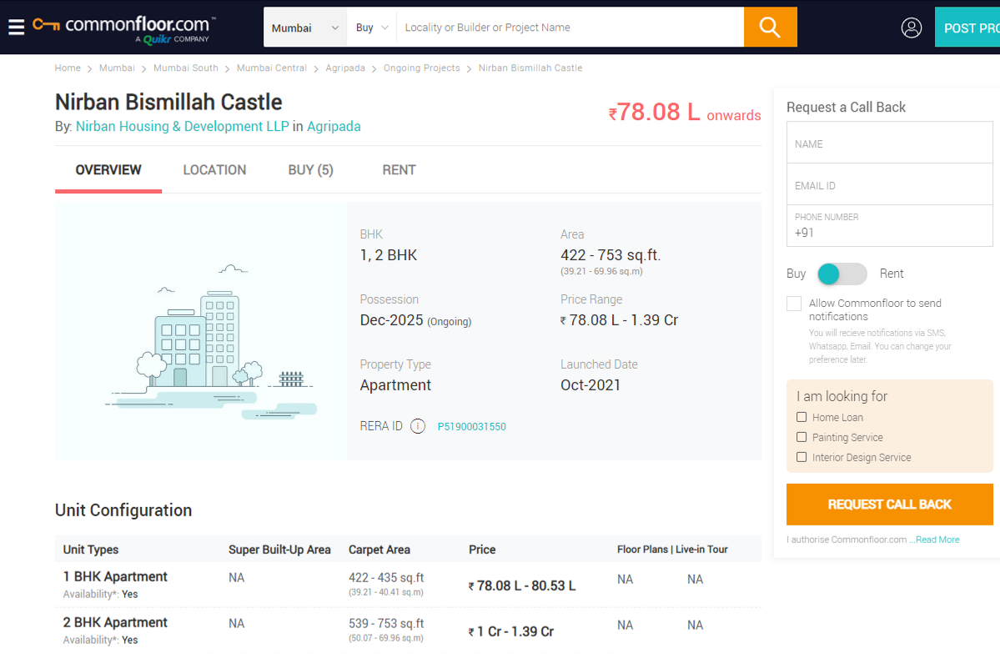 commonfloor.com™
A Quikr COMPANY
Mumbai
Buy
Locality or Builder or Project Name
POST PRO
Home > Mumbai > Mumbai South > Mumbai Central > Agripada > Ongoing Projects > Nirban Bismillah Castle
Nirban Bismillah Castle
By: Nirban Housing & Development LLP in Agripada
₹78.08 L onwards
OVERVIEW
LOCATION
BUY (5)
RENT
BHK
1, 2 BHK
Area
422 - 753 sq.ft.
(39.21 - 69.96 sq.m)
Possession
Dec-2025 (Ongoing)
Price Range
₹ 78.08 L - 1.39 Cr
Property Type
Apartment
Launched Date
Oct-2021
RERA ID i P51900031550
Unit Configuration
Unit Types Super Built-Up Area Carpet Area Price Floor Plans | Live-in Tour
1 BHK Apartment
Availability*: Yes
NA
422 - 435 sq.ft
(39.21 - 40.41 sq.m)
₹ 78.08 L - 80.53 L
NA NA
2 BHK Apartment
Availability*: Yes
NA
539 - 753 sq.ft
(50.07 - 69.96 sq.m)
₹ 1 Cr - 1.39 Cr
NA NA
Request a Call Back
NAME
EMAIL ID
PHONE NUMBER
+91
Buy Rent
Allow Commonfloor to send
notifications
You will recieve notifications via SMS,
Whatsapp, Email. You can change your
preference later.
I am looking for
Home Loan
Painting Service
Interior Design Service
REQUEST CALL BACK
I authorise Commonfloor.com ...Read More